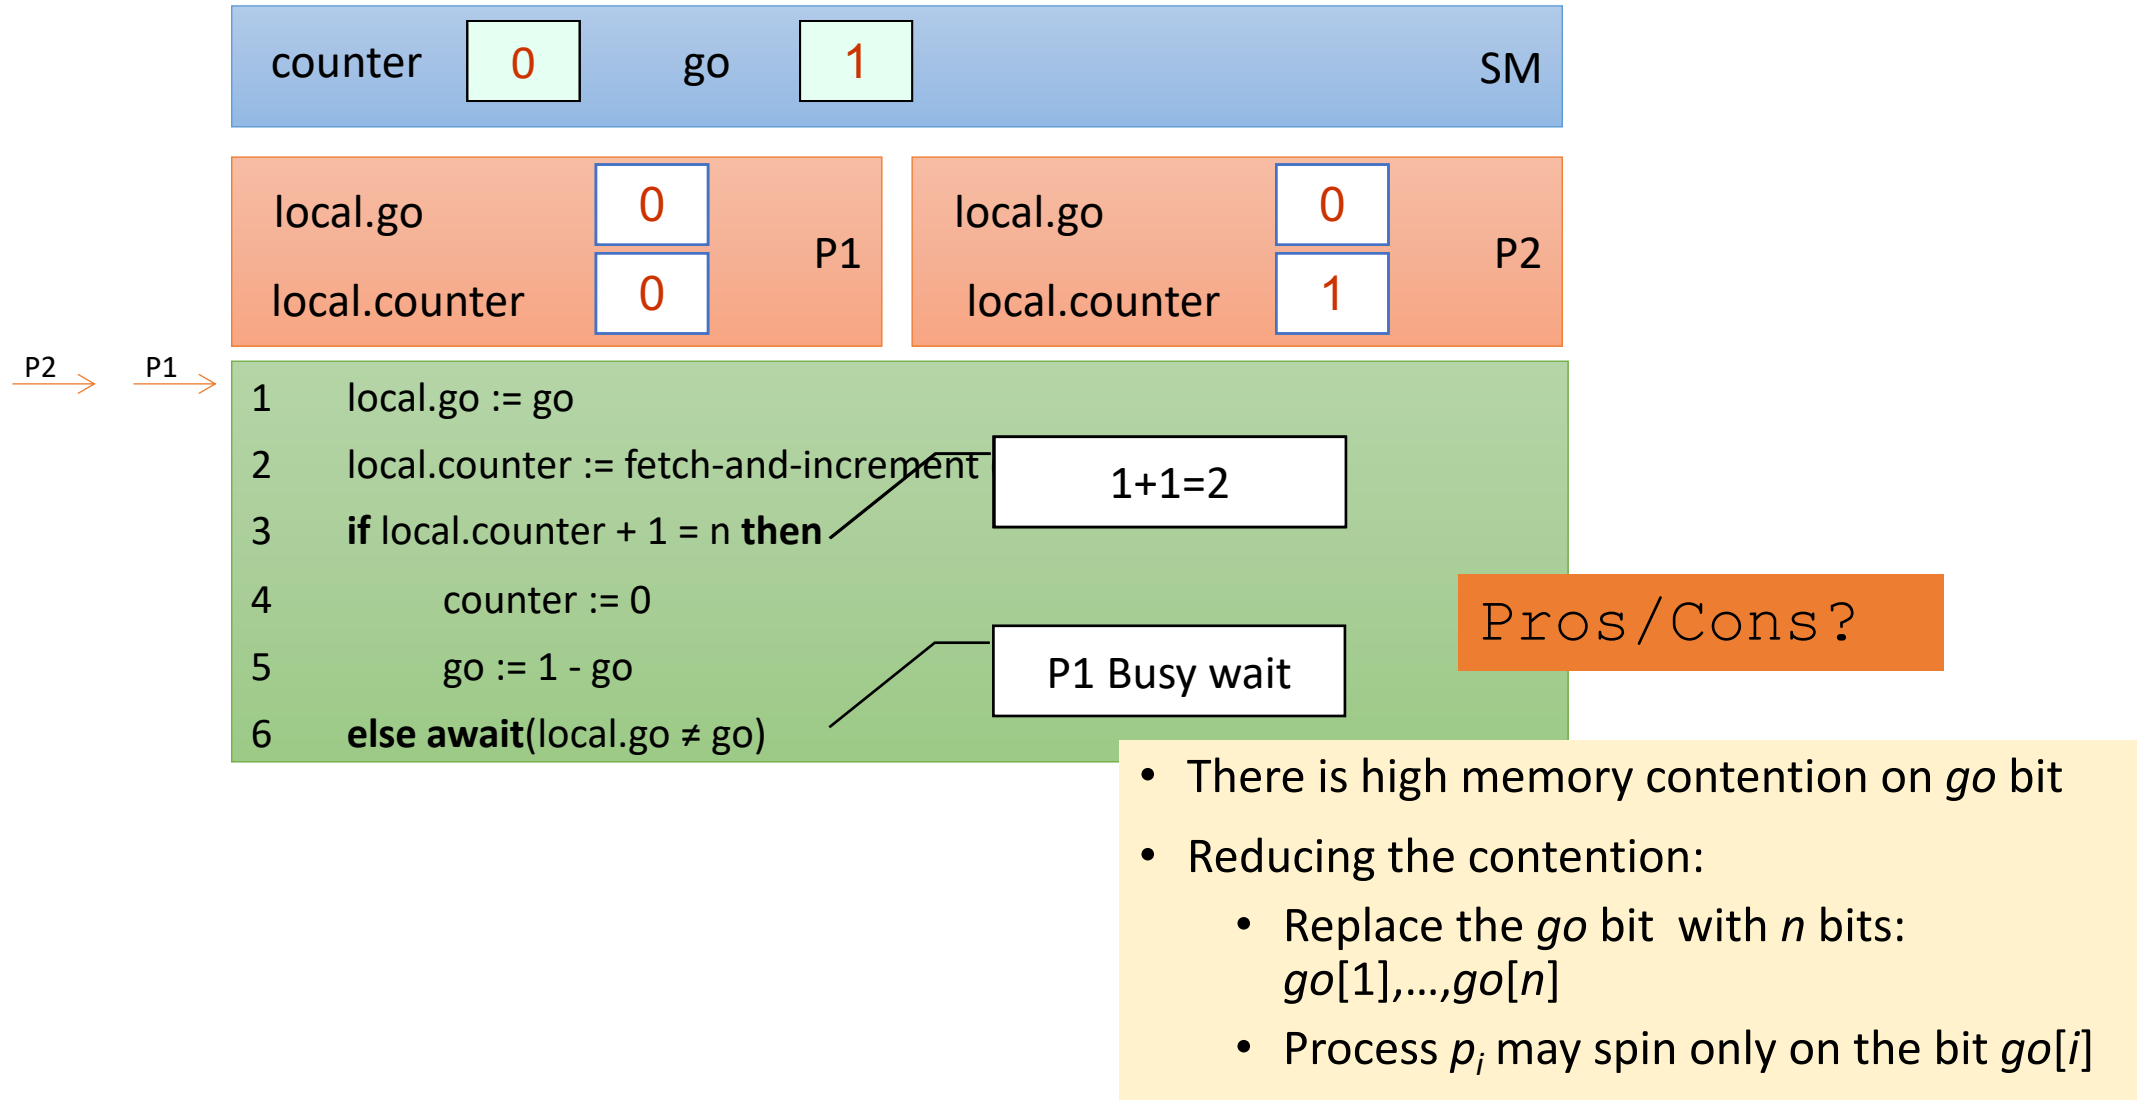 counter 0 go 1 SM
local.go 0
local.counter 0
P1
local.go 0
local.counter 1
P2
P2 P1
1 local.go := go
2 local.counter := fetch-and-increment
3 if local.counter + 1 = n then
4 counter := 0
5 go := 1 - go
6 else await(local.go ≠ go)
1+1=2
P1 Busy wait
Pros/Cons?
• There is high memory contention on go bit
• Reducing the contention:
• Replace the go bit with n bits:
go[1],…,go[n]
• Process pi may spin only on the bit go[i]